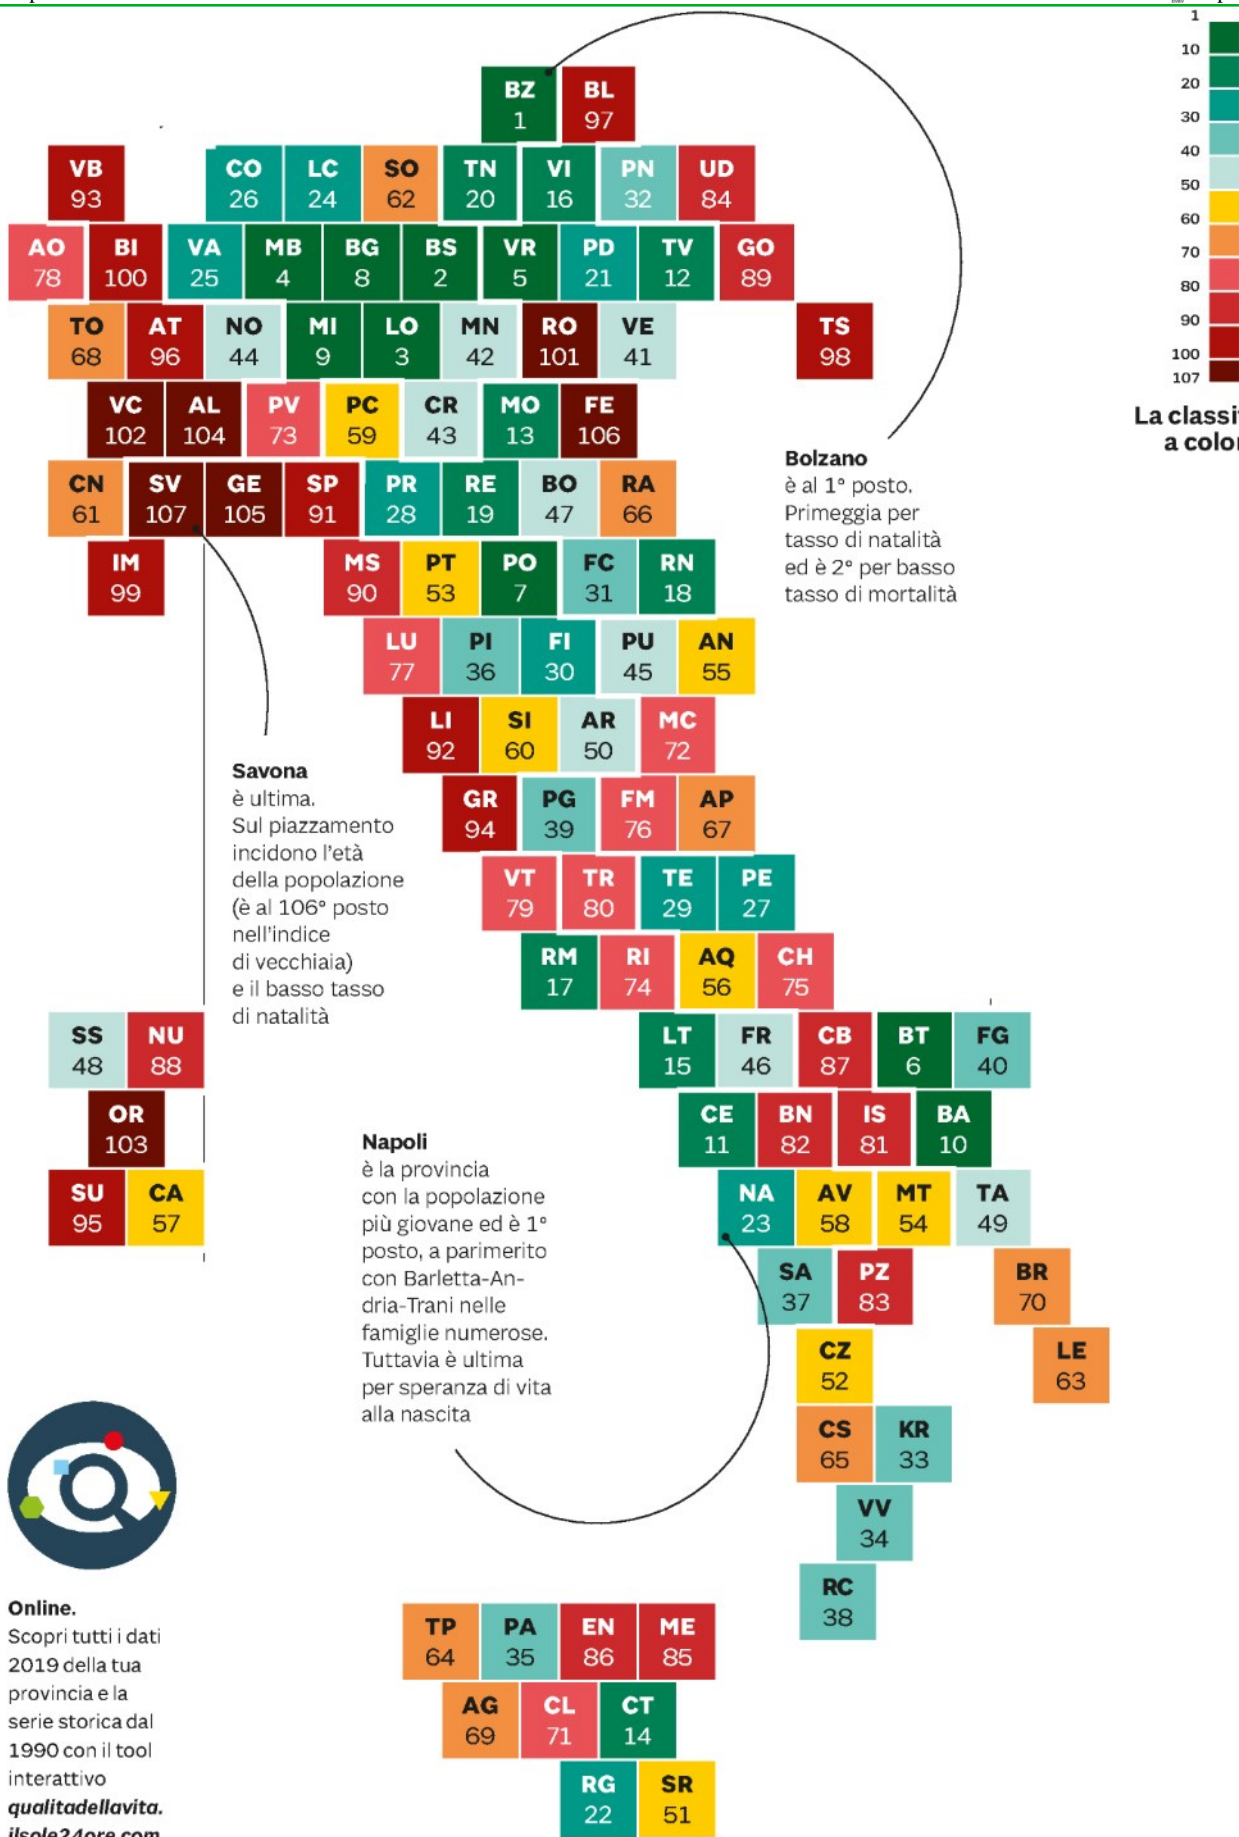 1
10
20
30
40
50
60
70
80
90
100
107
BZ BL
1 97
VB CO LC SO TN VI PN UD
93 26 24 62 20 16 32 84
AO BI VA MB BG BS VR PD TV GO
78 100 25 4 8 2 5 21 12 89
TO AT NO MI LO MN RO VE TS
68 96 44 9 3 42 101 41 98
VC AL PV PC CR MO FE
102 104 73 59 43 13 106
La classi
a color
CN SV GE SP PR RE BO RA
61 107 105 91 28 19 47 66
Bolzano
è al 1° posto.
Primeggia per
tasso di natalità
ed è 2° per basso
tasso di mortalità
IM MS PT PO FC RN
99 90 53 7 31 18
LU PI FI PU AN
77 36 30 45 55
LI SI AR MC
92 60 50 72
Savona
è ultima.
Sul piazzamento
incidono l'età
della popolazione
(è al 106° posto
nell'indice
di vecchiaia)
e il basso tasso
di natalità
GR PG FM AP
94 39 76 67
VT TR TE PE
79 80 29 27
RM RI AQ CH
17 74 56 75
SS NU LT FR CB BT FG
48 88 15 46 87 6 40
OR CE BN IS BA
103 11 82 81 10
SU CA NA AV MT TA
95 57 23 58 54 49
Napoli
è la provincia
con la popolazione
più giovane ed è 1°
posto, a parimerito
con Barletta-An-
dria-Trani nelle
famiglie numerose.
Tuttavia è ultima
per speranza di vita
alla nascita
SA PZ BR
37 83 70
CZ LE
52 63
CS KR
65 33
VV
34
RC
38
Online.
Scopri tutti i dati
2019 della tua
provincia e la
serie storica dal
1990 con il tool
interattivo
qualitadellavita.
ilsole24ore.com
TP PA EN ME
64 35 86 85
AG CL CT
69 71 14
RG SR
22 51